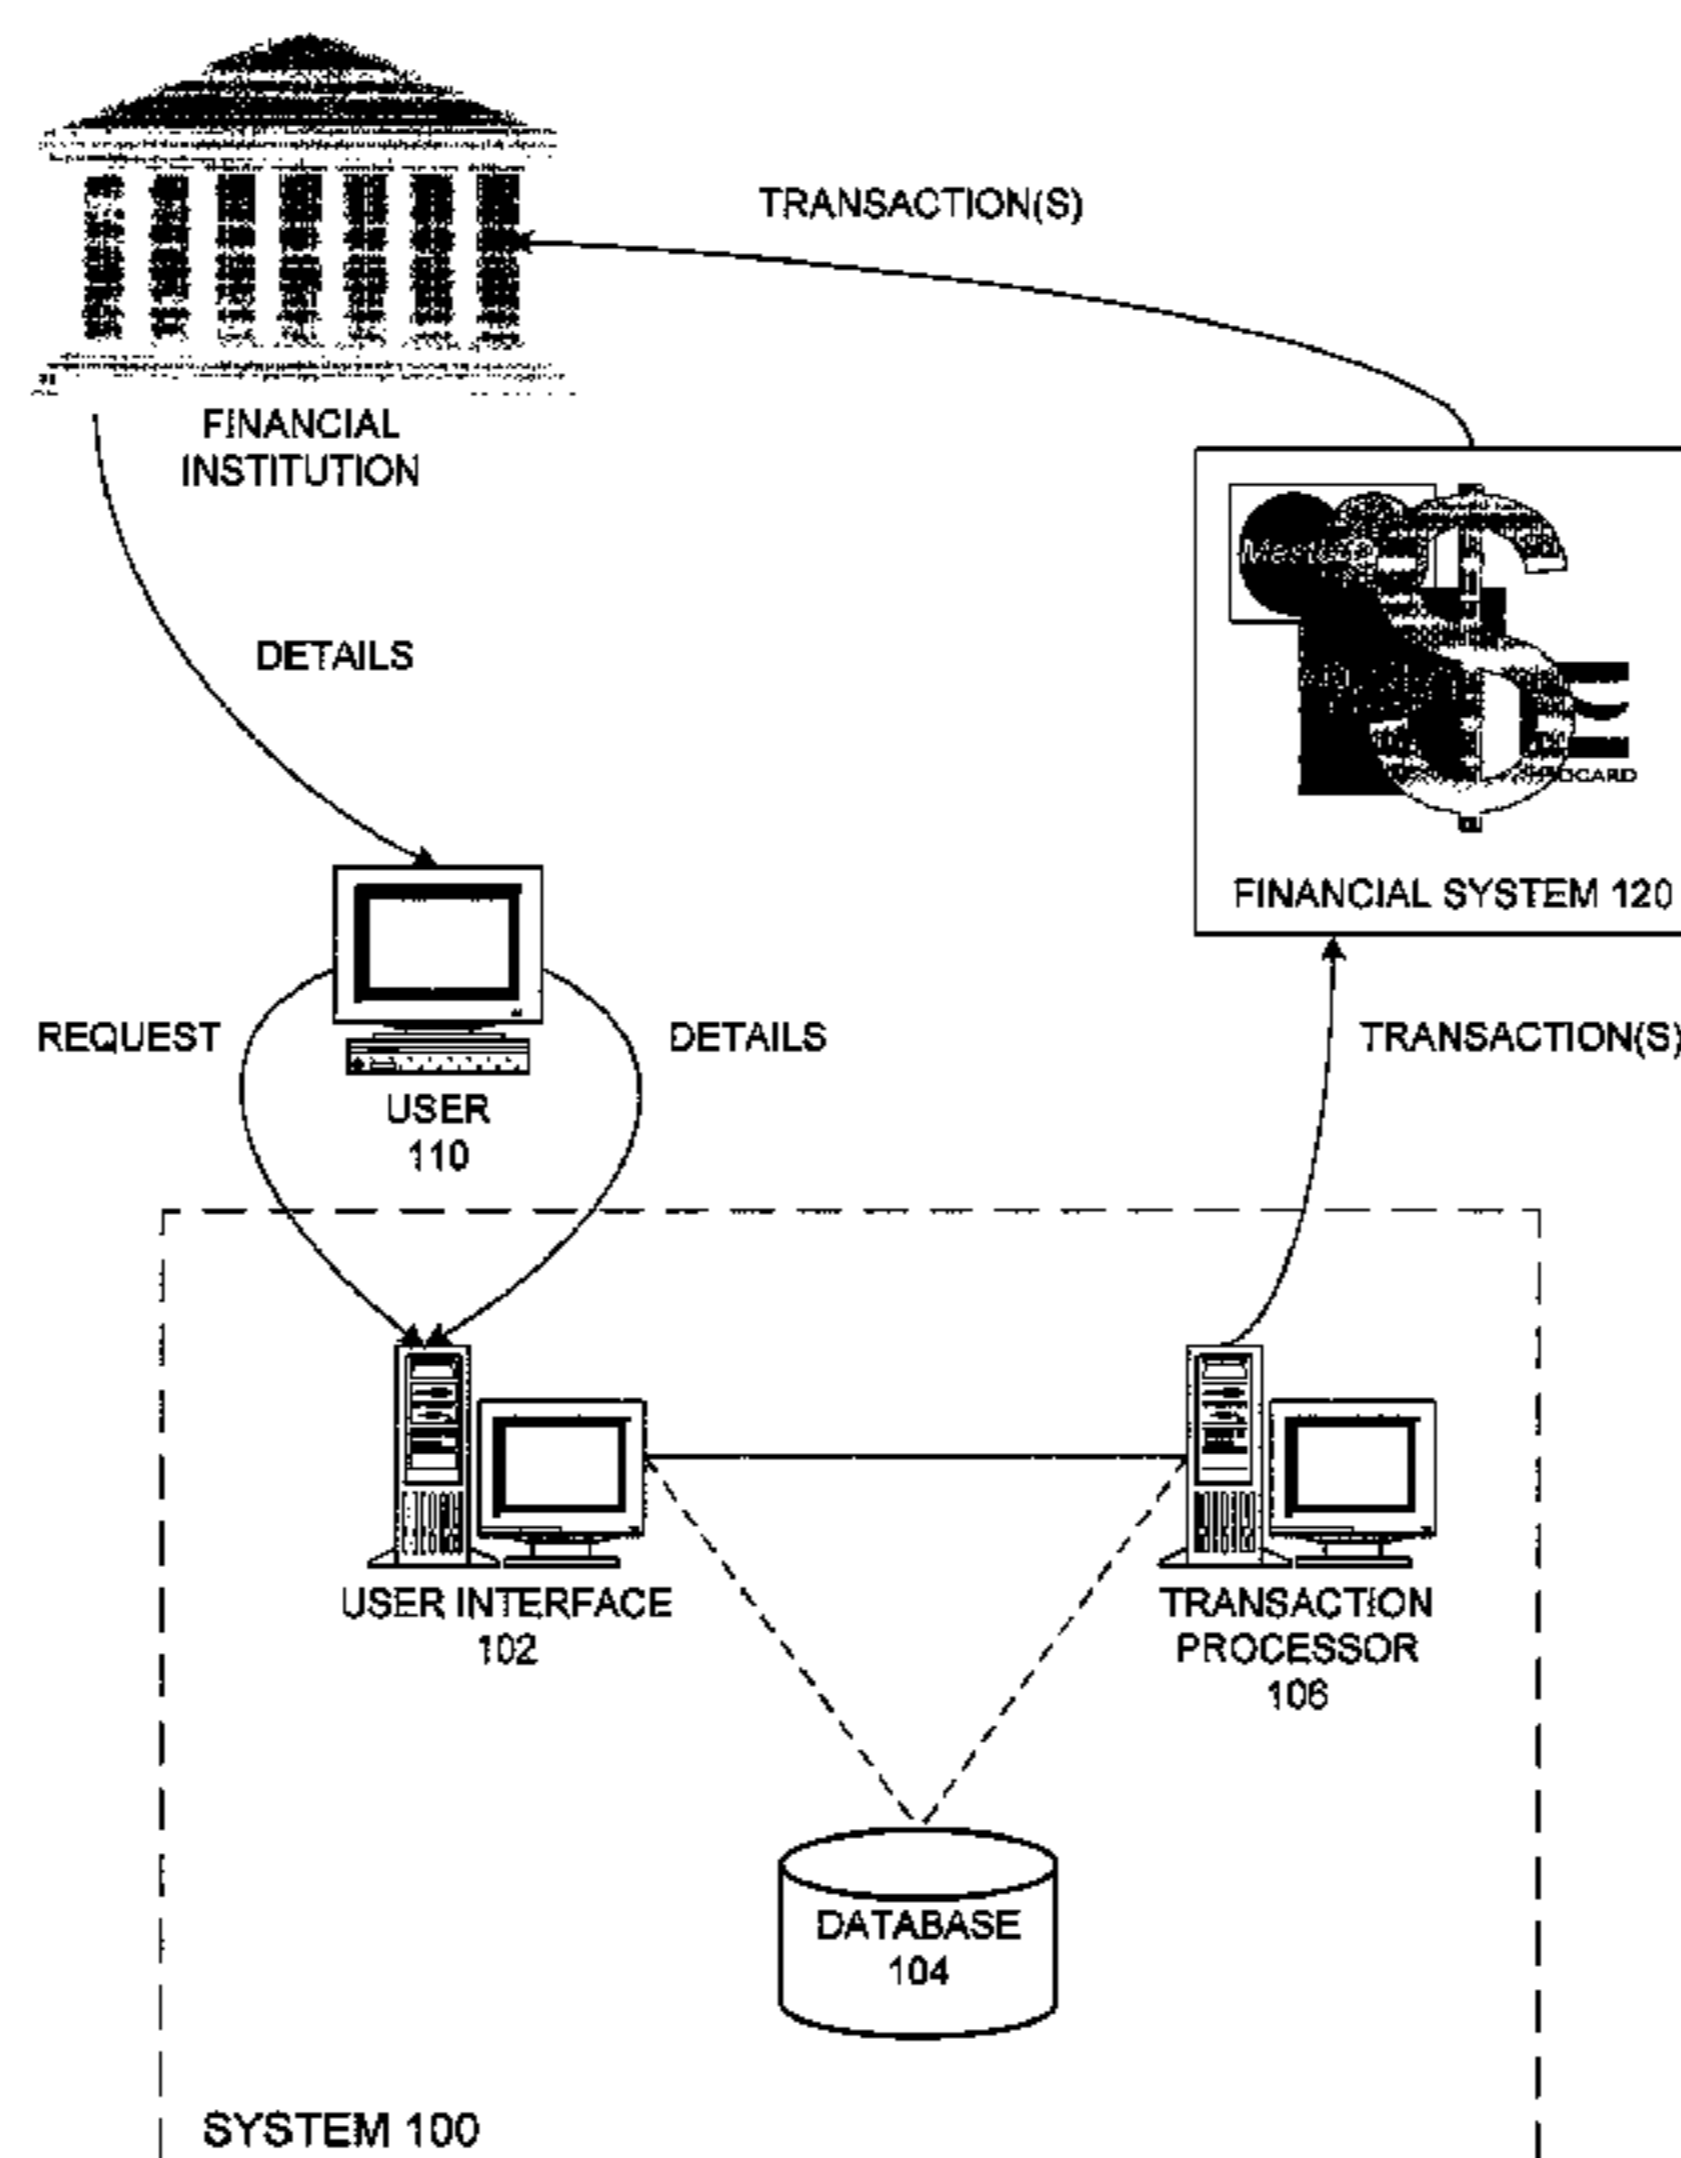 TRANSACTION(S)
FINANCIAL
INSTITUTION
DETAILS
FINANCIAL SYSTEM 120
REQUEST
DETAILS
TRANSACTION(S)
USER
110
USER INTERFACE
102
TRANSACTION
PROCESSOR
106
DATABASE
104
SYSTEM 100